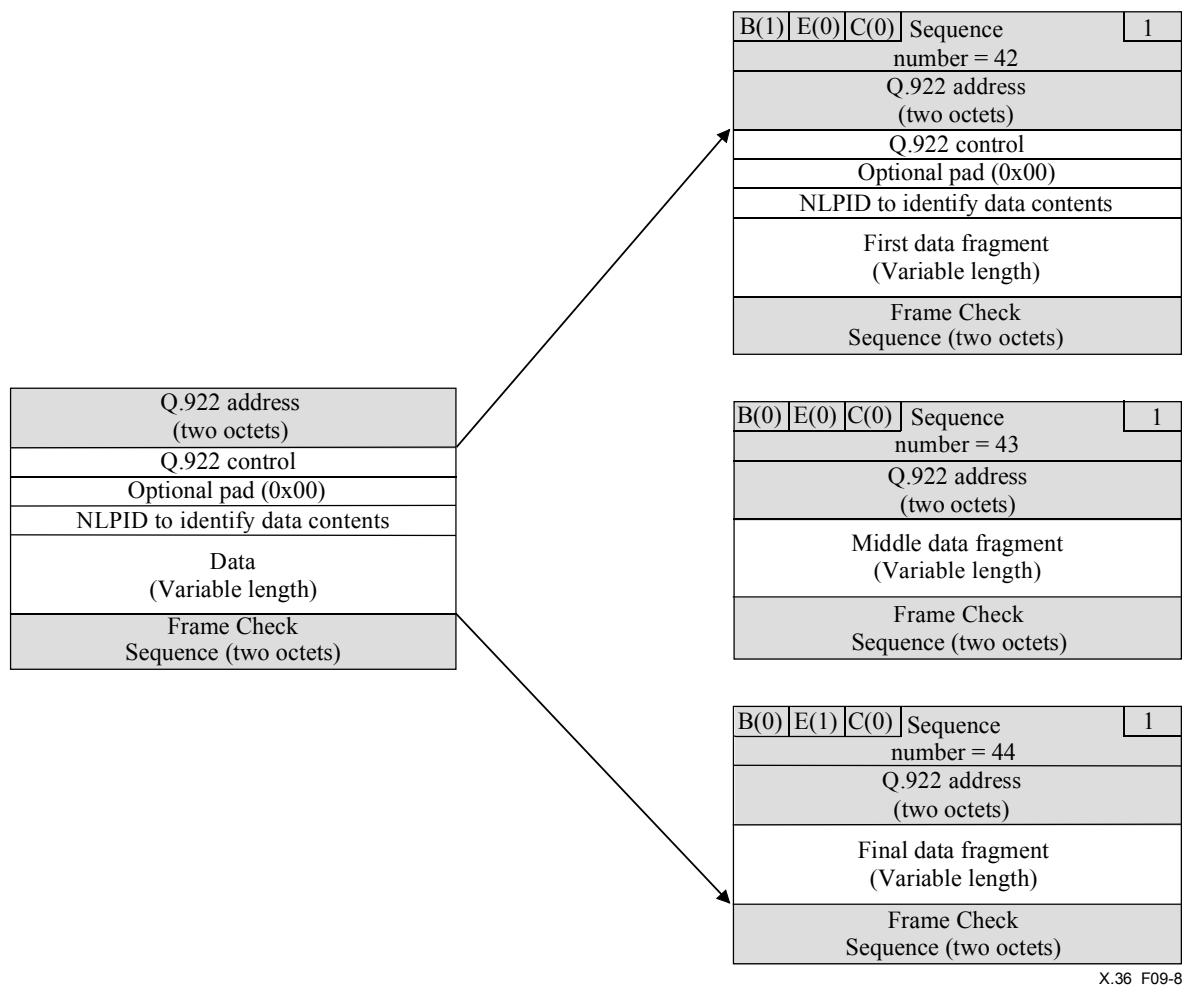 B(1) E(0) C(0) Sequence 1
number = 42
Q.922 address
(two octets)
Q.922 control
Optional pad (0x00)
NLPID to identify data contents
First data fragment
(Variable length)
Frame Check
Sequence (two octets)
Q.922 address
(two octets)
Q.922 control
Optional pad (0x00)
NLPID to identify data contents
Data
(Variable length)
Frame Check
Sequence (two octets)
B(0) E(0) C(0) Sequence 1
number = 43
Q.922 address
(two octets)
Middle data fragment
(Variable length)
Frame Check
Sequence (two octets)
B(0) E(1) C(0) Sequence 1
number = 44
Q.922 address
(two octets)
Final data fragment
(Variable length)
Frame Check
Sequence (two octets)
X.36 F09-8